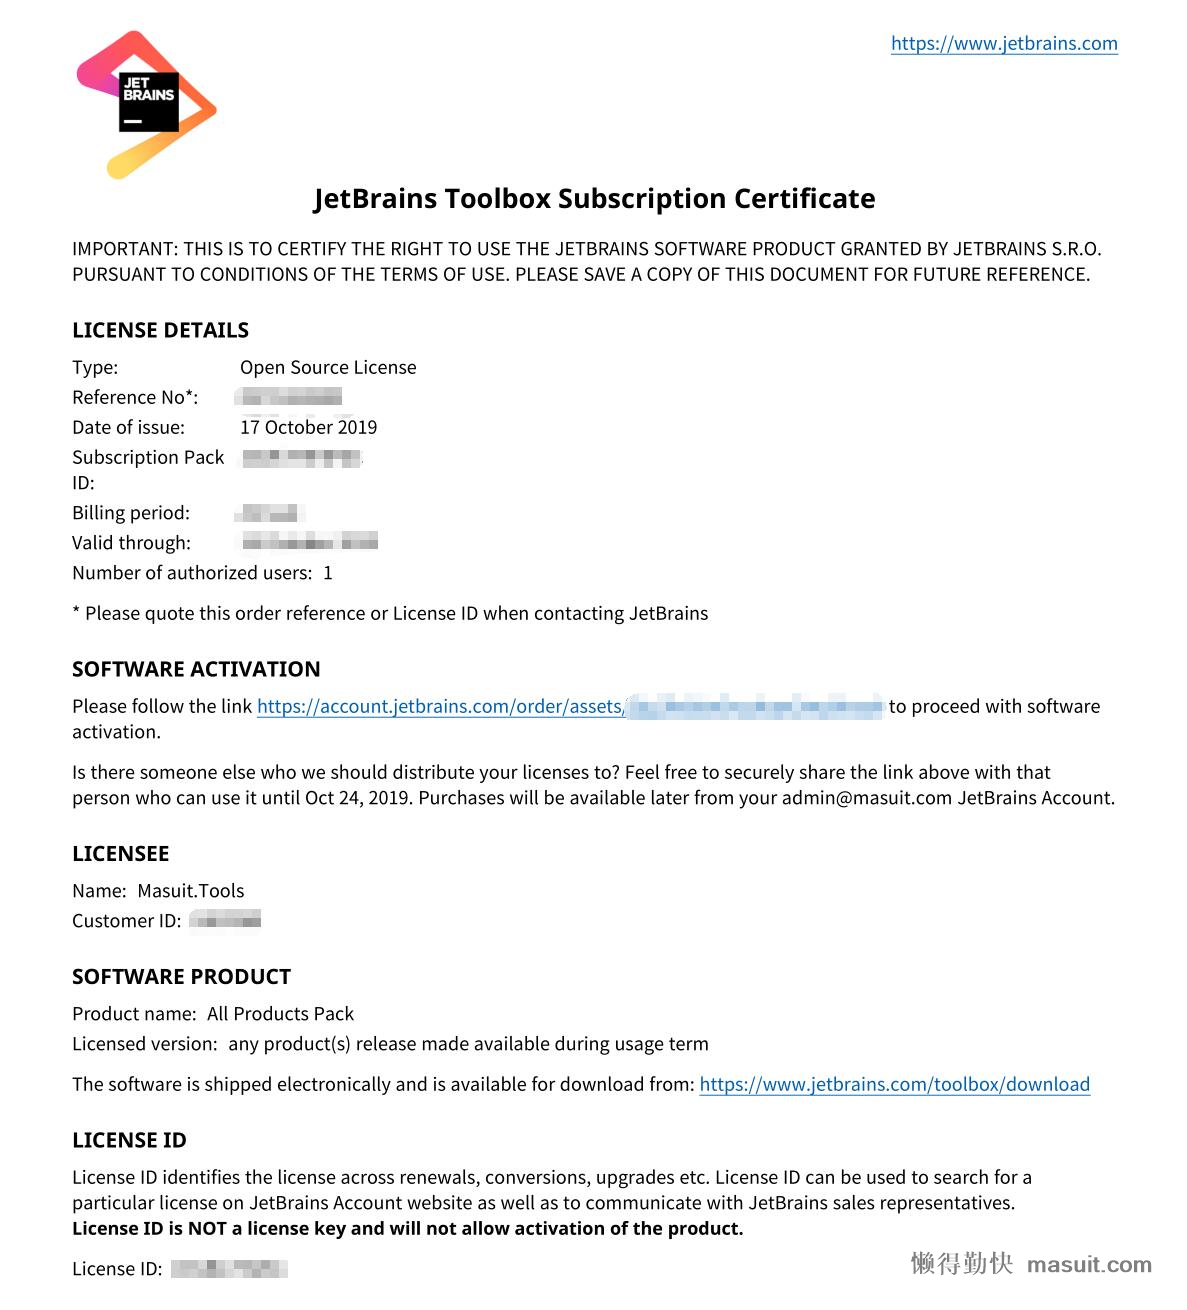 https://www.jetbrains.com
JET
BRAINS
JetBrains Toolbox Subscription Certificate
IMPORTANT: THIS IS TO CERTIFY THE RIGHT TO USE THE JETBRAINS SOFTWARE PRODUCT GRANTED BY JETBRAINS S.R.O.
PURSUANT TO CONDITIONS OF THE TERMS OF USE. PLEASE SAVE A COPY OF THIS DOCUMENT FOR FUTURE REFERENCE.
LICENSE DETAILS
Type: Open Source License
Reference No*:
Date of issue: 17 October 2019
Subscription Pack
ID:
Billing period:
Valid through:
Number of authorized users: 1
* Please quote this order reference or License ID when contacting JetBrains
SOFTWARE ACTIVATION
Please follow the link https://account.jetbrains.com/order/assets/ to proceed with software
activation.
Is there someone else who we should distribute your licenses to? Feel free to securely share the link above with that
person who can use it until Oct 24, 2019. Purchases will be available later from your admin@masuit.com JetBrains Account.
LICENSEE
Name: Masuit.Tools
Customer ID:
SOFTWARE PRODUCT
Product name: All Products Pack
Licensed version: any product(s) release made available during usage term
The software is shipped electronically and is available for download from: https://www.jetbrains.com/toolbox/download
LICENSE ID
License ID identifies the license across renewals, conversions, upgrades etc. License ID can be used to search for a
particular license on JetBrains Account website as well as to communicate with JetBrains sales representatives.
License ID is NOT a license key and will not allow activation of the product.
License ID:
懒得勤快 masuit.com